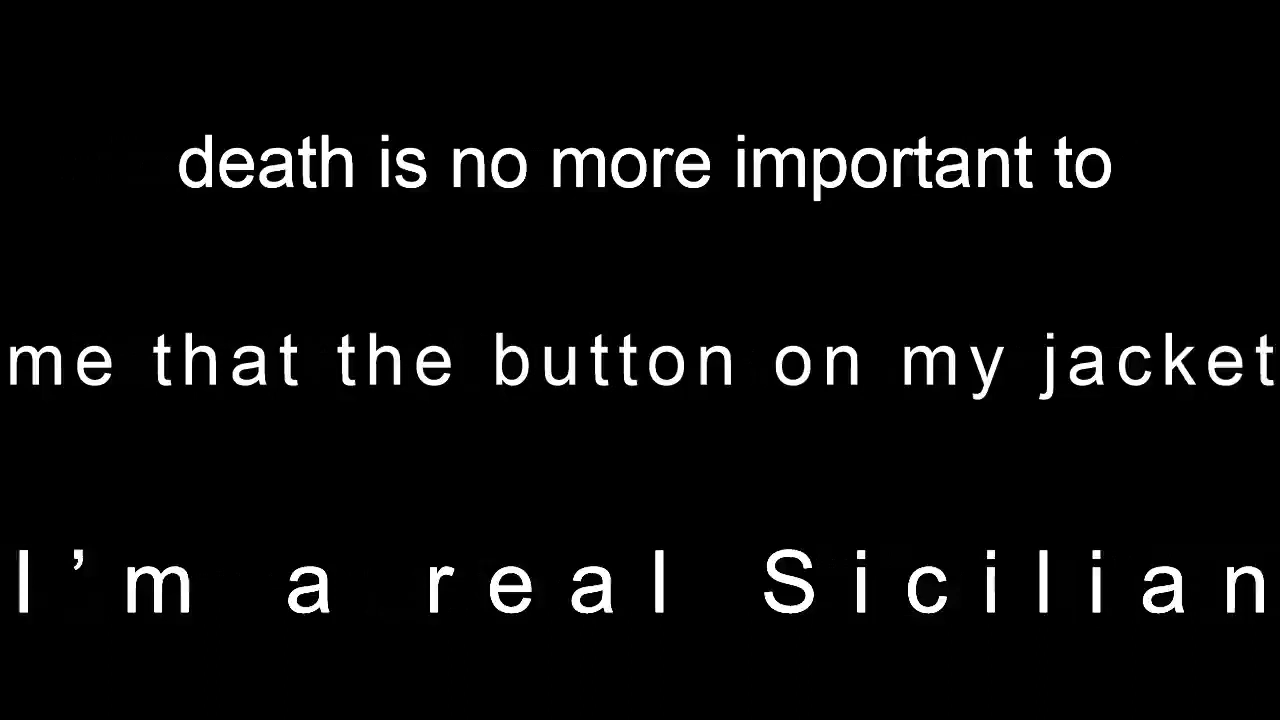 death is no more important to
me that the button on my jacket
I’m a real Sicilian